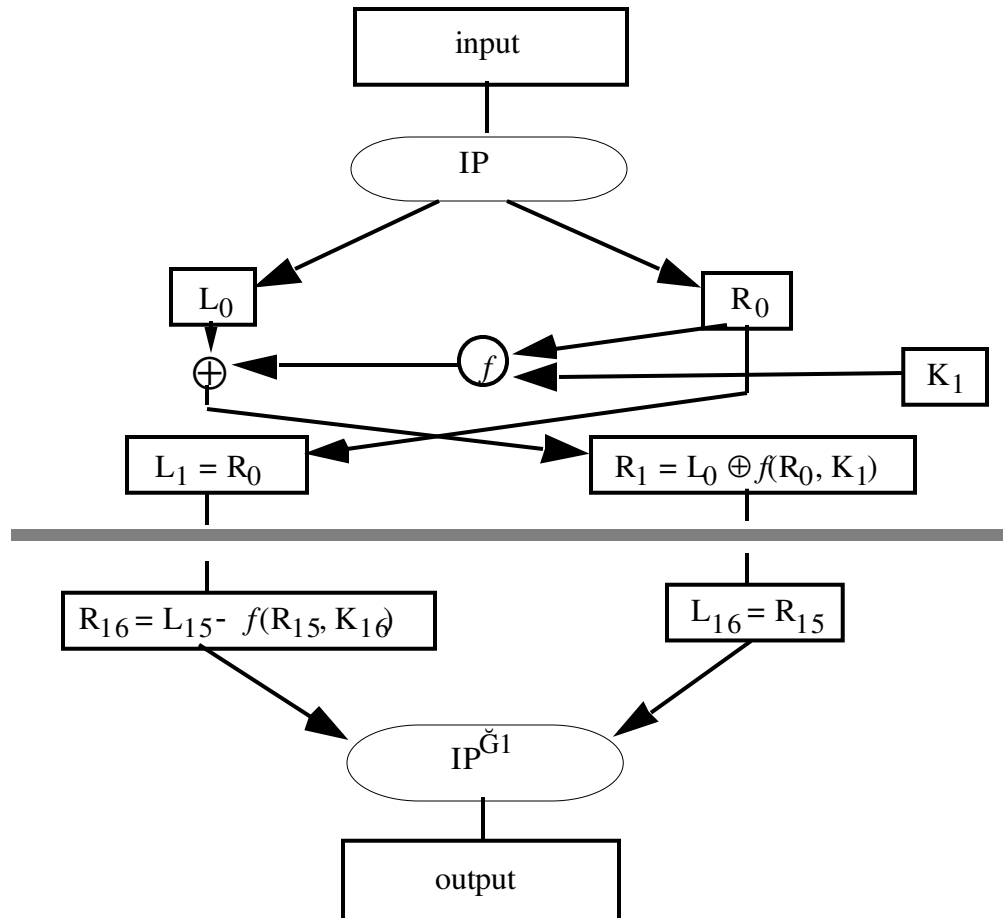 input
IP
L₀
R₀
f
+
K₁
L₁ = R₀
R₁ = L₀ ⊕ f(R₀, K₁)
R₁₆ = L₁₅ - f(R₁₅, K₁₆)
L₁₆ = R₁₅
IPĞ1
output